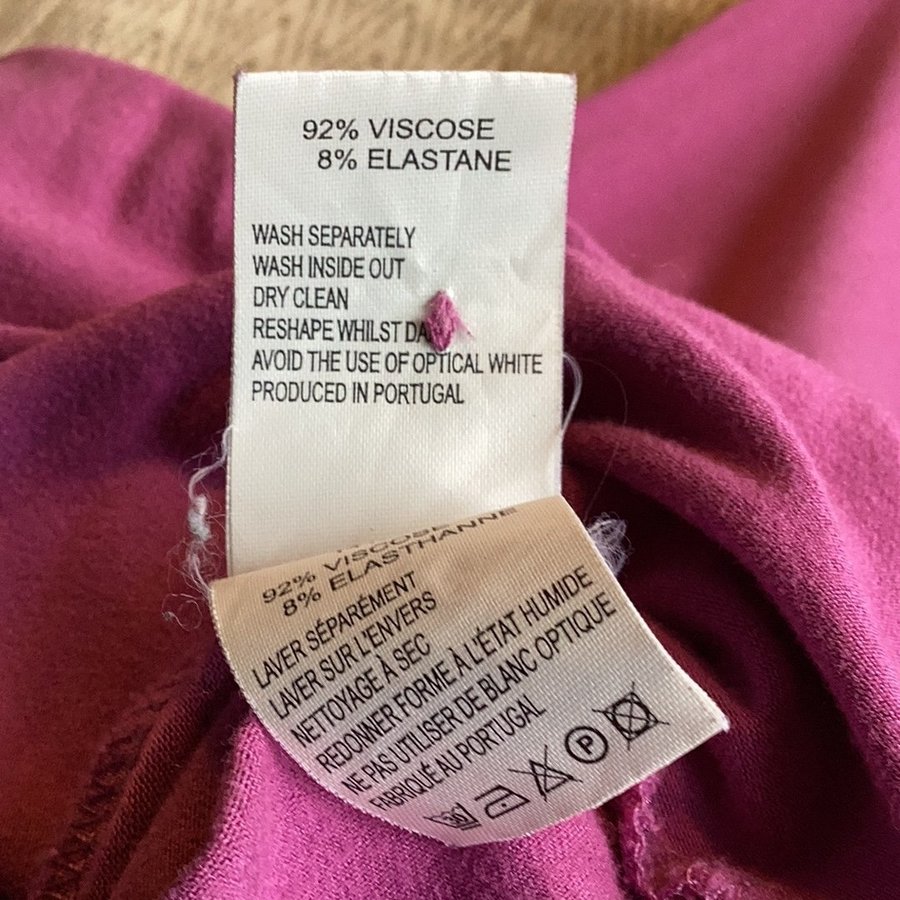 92% VISCOSE
8% ELASTANE
WASH SEPARATELY
WASH INSIDE OUT
DRY CLEAN
RESHAPE WHILST
AVOID THE USE OF OPTICAL WHITE
PRODUCED IN PORTUGAL
92% VISCOSE
8% ELASTHANNE
LAVER SÉPARÉMENT
LAVER SUR L'ENVERS
NETTOYAGE À SEC
REDONNER FORME À L'ÉTAT HUMIDE
NE PAS UTILISER DE BLANC OPTIQUE
FABRIQUÉ AU PORTUGAL
P